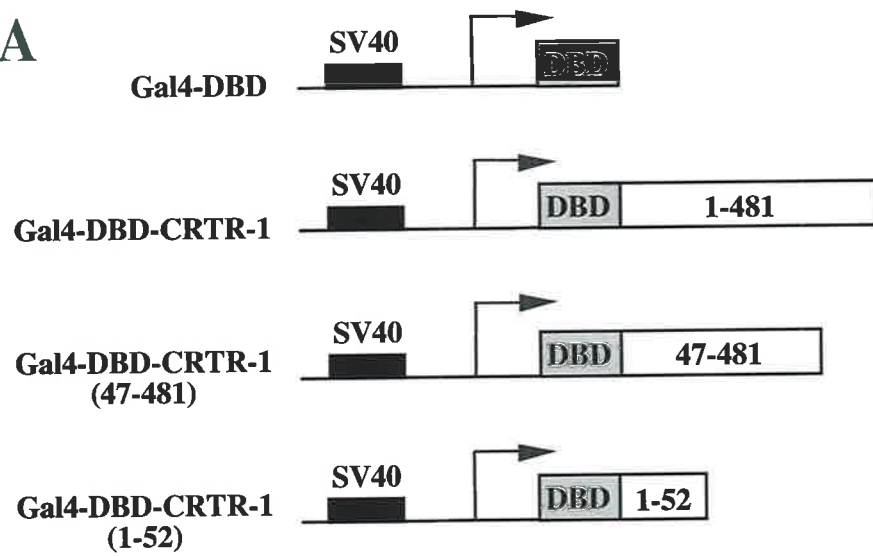 A
SV40
Gal4-DBD
DBD
SV40
Gal4-DBD-CRTR-1
DBD
1-481
SV40
Gal4-DBD-CRTR-1
(47-481)
DBD
47-481
SV40
Gal4-DBD-CRTR-1
(1-52)
DBD
1-52